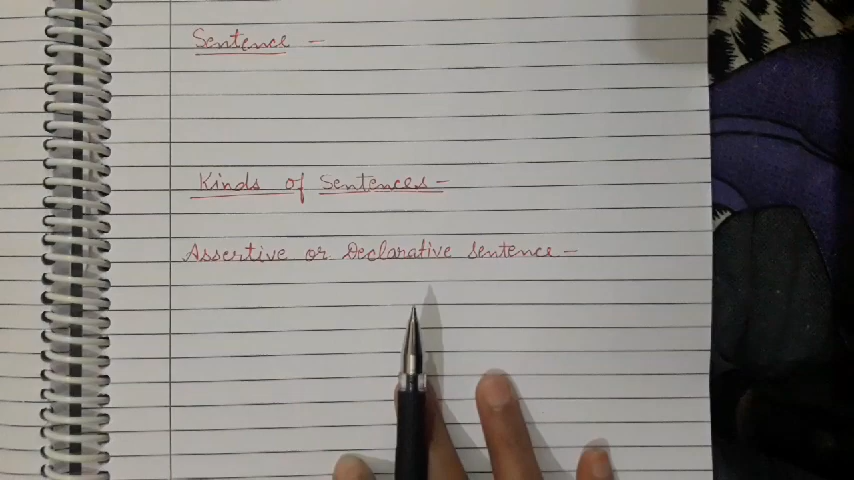 Sentence -
Kinds of Sentences -
Assertive or Declarative sentence -